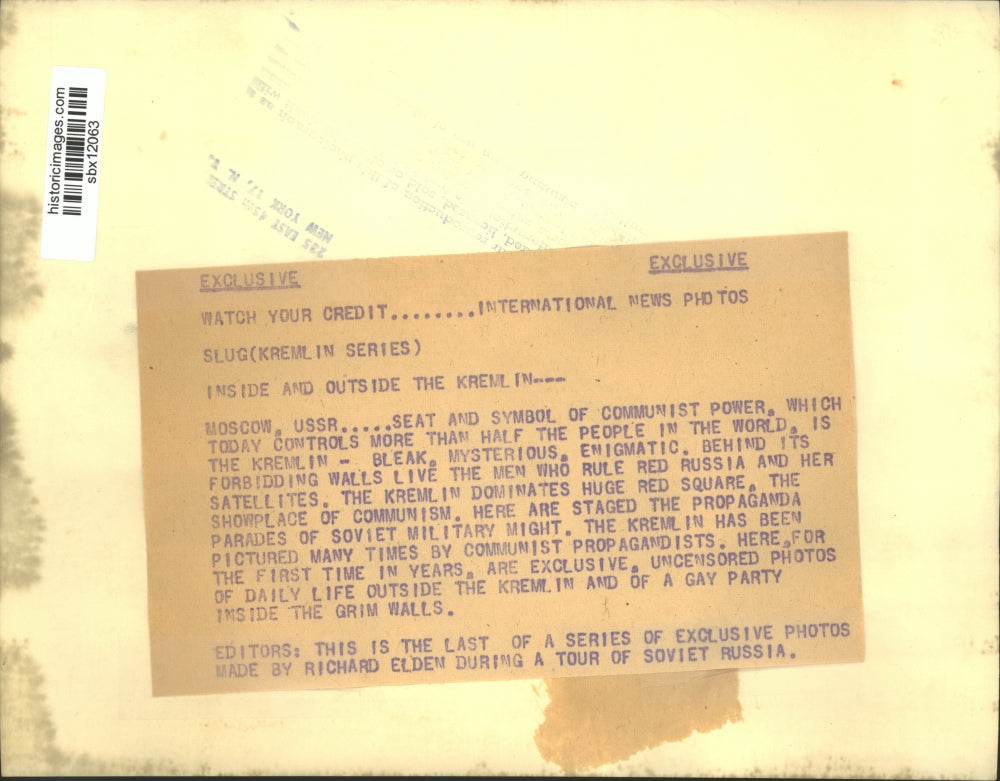 historicimages.com
sbx12063
235 EAST 45TH STREET
NEW YORK 17, N. Y.
EXCLUSIVE EXCLUSIVE
WATCH YOUR CREDIT........INTERNATIONAL NEWS PHOTOS
SLUG(KREMLIN SERIES)
INSIDE AND OUTSIDE THE KREMLIN---
MOSCOW, USSR.....SEAT AND SYMBOL OF COMMUNIST POWER, WHICH
TODAY CONTROLS MORE THAN HALF THE PEOPLE IN THE WORLD, IS
THE KREMLIN - BLEAK, MYSTERIOUS, ENIGMATIC. BEHIND ITS
FORBIDDING WALLS LIVE THE MEN WHO RULE RED RUSSIA AND HER
SATELLITES. THE KREMLIN DOMINATES HUGE RED SQUARE, THE
SHOWPLACE OF COMMUNISM. HERE ARE STAGED THE PROPAGANDA
PARADES OF SOVIET MILITARY MIGHT. THE KREMLIN HAS BEEN
PICTURED MANY TIMES BY COMMUNIST PROPAGANDISTS. HERE,FOR
THE FIRST TIME IN YEARS, ARE EXCLUSIVE, UNCENSORED PHOTOS
OF DAILY LIFE OUTSIDE THE KREMLIN AND OF A GAY PARTY
INSIDE THE GRIM WALLS.
EDITORS: THIS IS THE LAST OF A SERIES OF EXCLUSIVE PHOTOS
MADE BY RICHARD ELDEN DURING A TOUR OF SOVIET RUSSIA.